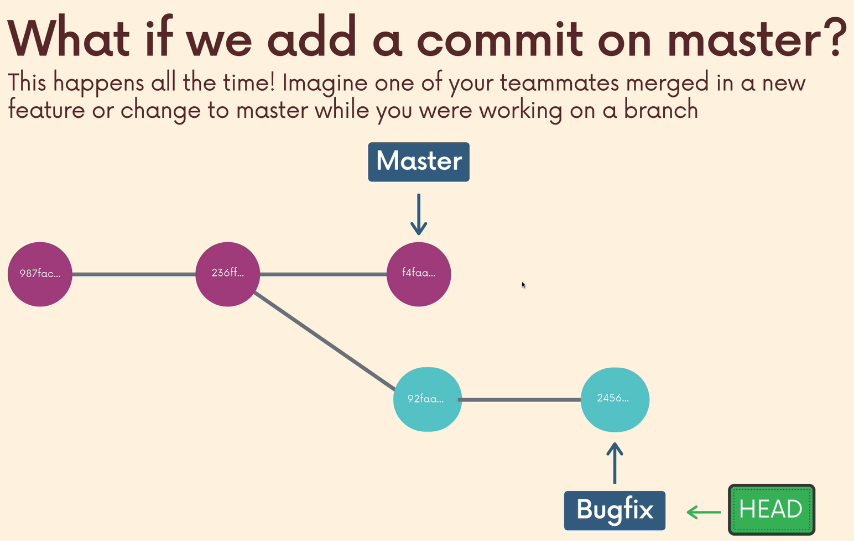 What if we add a commit on master?
This happens all the time! Imagine one of your teammates merged in a new
feature or change to master while you were working on a branch
Master
987fac...
236ff...
f4faa...
92faa...
2456...
Bugfix
HEAD